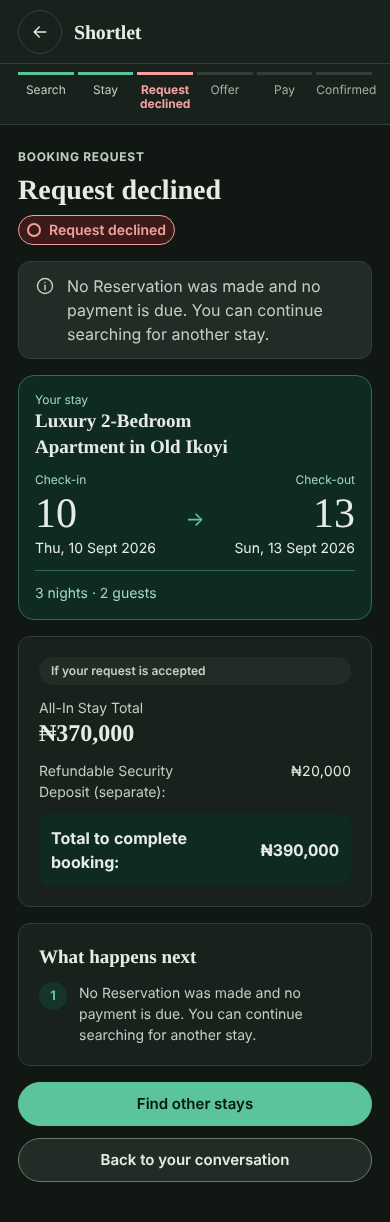 Shortlet
Search
Stay
Request
declined
Offer
Pay
Confirmed
BOOKING REQUEST
Request declined
Request declined
No Reservation was made and no
payment is due. You can continue
searching for another stay.
Your stay
Luxury 2-Bedroom
Apartment in Old Ikoyi
Check-in
Check-out
10
→
13
Thu, 10 Sept 2026
Sun, 13 Sept 2026
3 nights · 2 guests
If your request is accepted
All-In Stay Total
₦370,000
Refundable Security
Deposit (separate):
₦20,000
Total to complete
booking:
₦390,000
What happens next
1
No Reservation was made and no
payment is due. You can continue
searching for another stay.
Find other stays
Back to your conversation